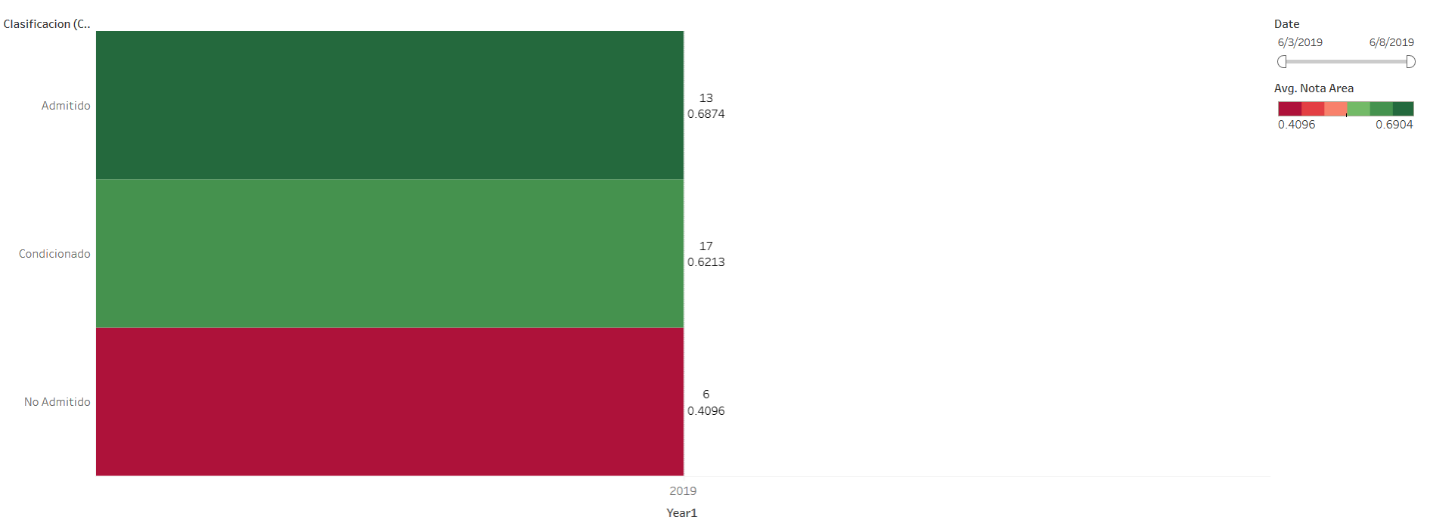 Clasificacion (C..
Admitido
Condicionado
No Admitido
13
0.6874
17
0.6213
6
0.4096
2019
Year1
Date
6/3/2019 6/8/2019
Avg. Nota Area
0.4096 0.6904